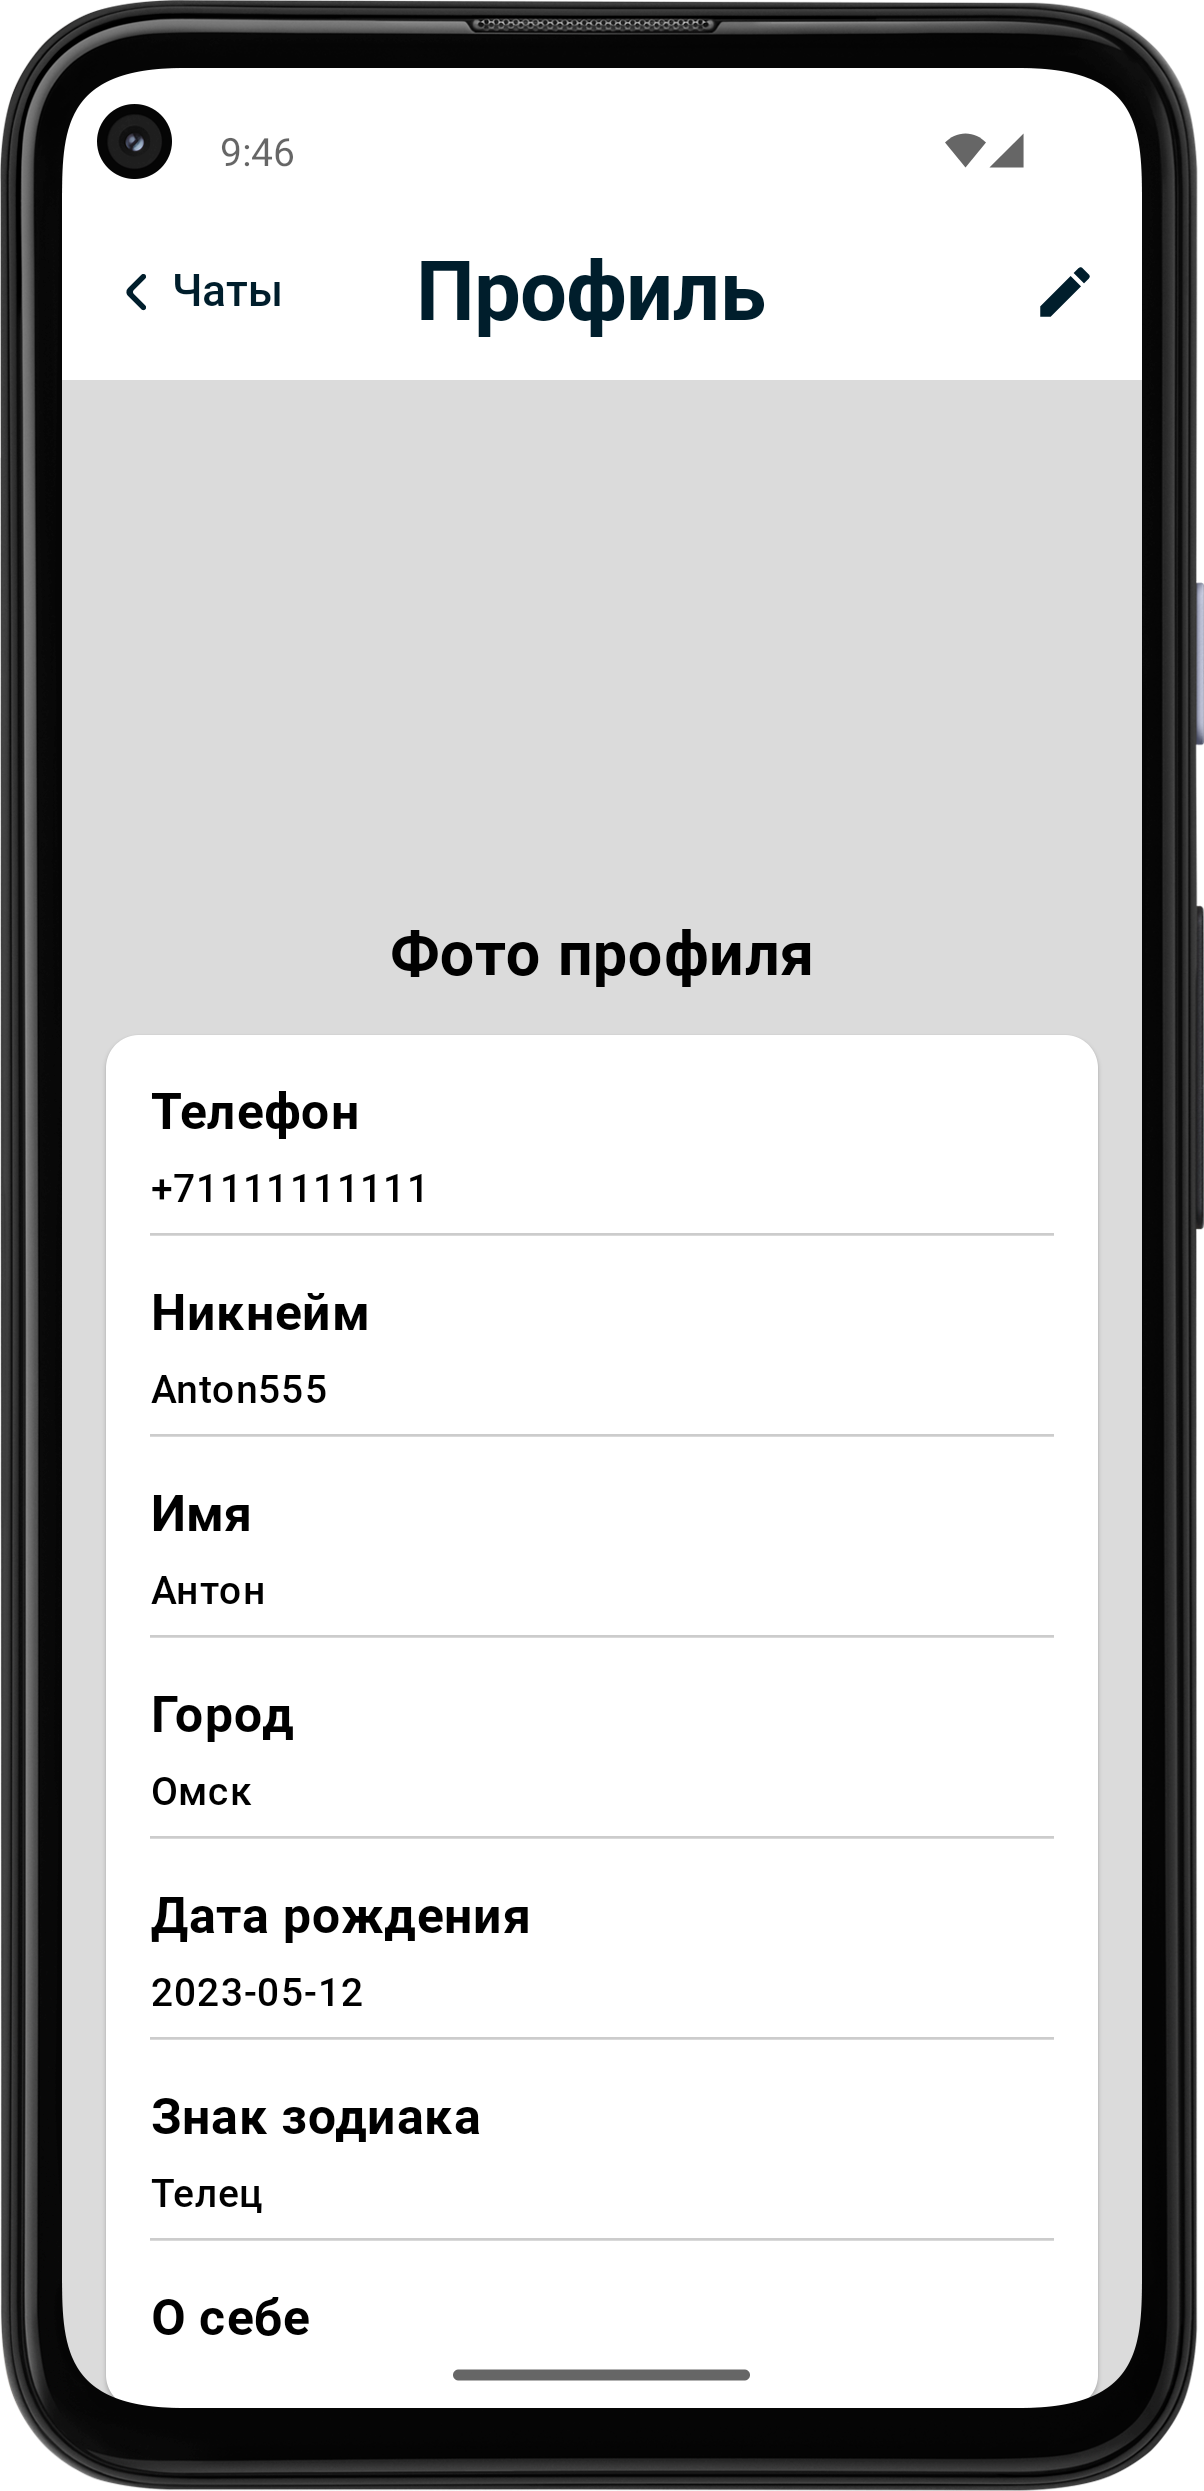 9:46
Чаты
Профиль
Фото профиля
Телефон
+71111111111
Никнейм
Anton555
Имя
Антон
Город
Омск
Дата рождения
2023-05-12
Знак зодиака
Телец
О себе